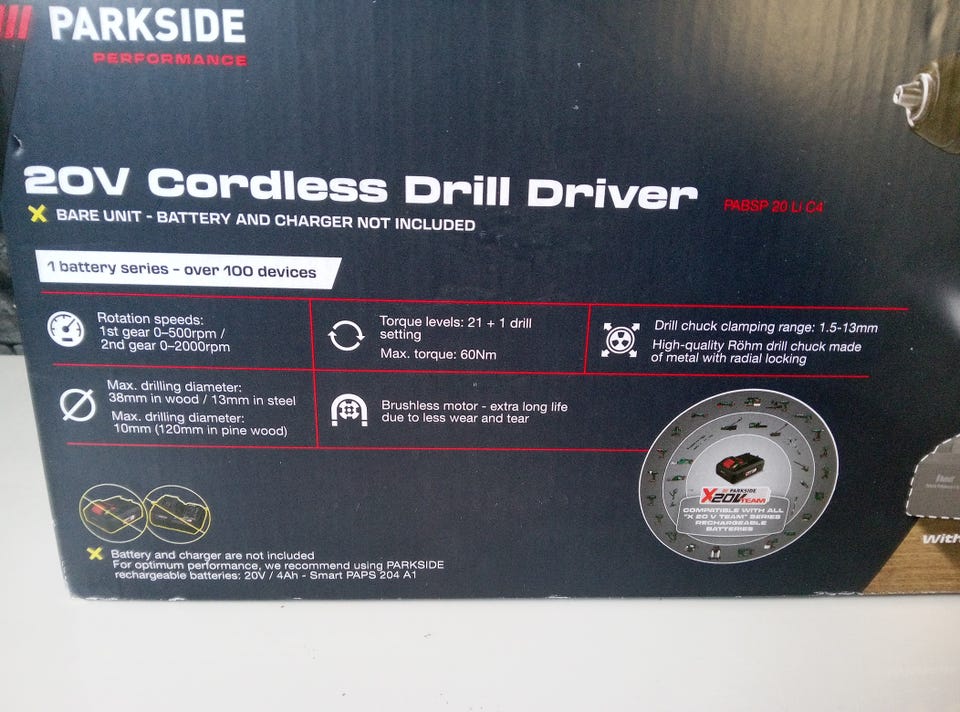 PARKSIDE
PERFORMANCE
20V Cordless Drill Driver
PABSP 20 Li C4
X BARE UNIT - BATTERY AND CHARGER NOT INCLUDED
1 battery series - over 100 devices
Rotation speeds:
1st gear 0-500rpm /
2nd gear 0-2000rpm
Torque levels: 21 + 1 drill
setting
Max. torque: 60Nm
Drill chuck clamping range: 1.5-13mm
High-quality Röhm drill chuck made
of metal with radial locking
Max. drilling diameter:
38mm in wood / 13mm in steel
Max. drilling diameter:
10mm (120mm in pine wood)
Brushless motor - extra long life
due to less wear and tear
PARKSIDE
X20V TEAM
COMPATIBLE WITH ALL
"X 20 V TEAM" SERIES
RECHARGEABLE
BATTERIES
X Battery and charger are not included
For optimum performance, we recommend using PARKSIDE
rechargeable batteries: 20V / 4Ah - Smart PAPS 204 A1
With